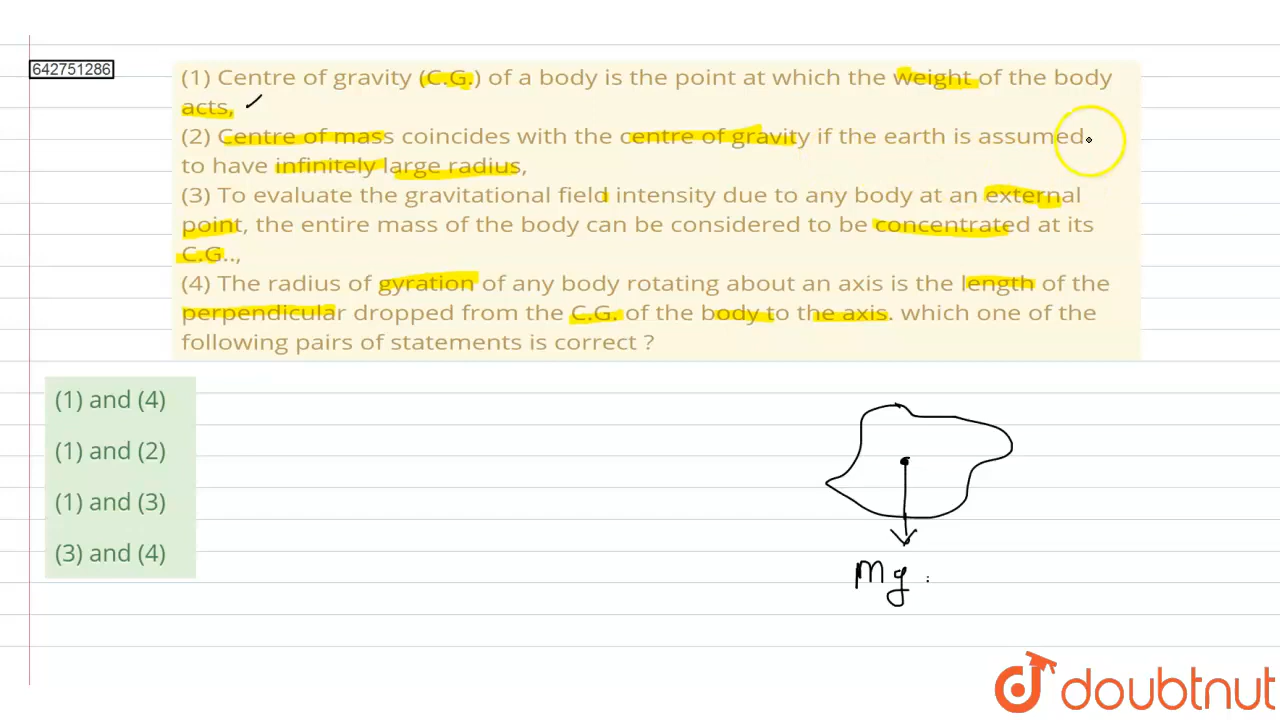 642751286
(1) Centre of gravity (C.G.) of a body is the point at which the weight of the body
acts,
(2) Centre of mass coincides with the centre of gravity if the earth is assumed
to have infinitely large radius,
(3) To evaluate the gravitational field intensity due to any body at an external
point, the entire mass of the body can be considered to be concentrated at its
C.G..,
(4) The radius of gyration of any body rotating about an axis is the length of the
perpendicular dropped from the C.G. of the body to the axis. which one of the
following pairs of statements is correct ?
(1) and (4)
(1) and (2)
(1) and (3)
(3) and (4)
Mg
doubtnut